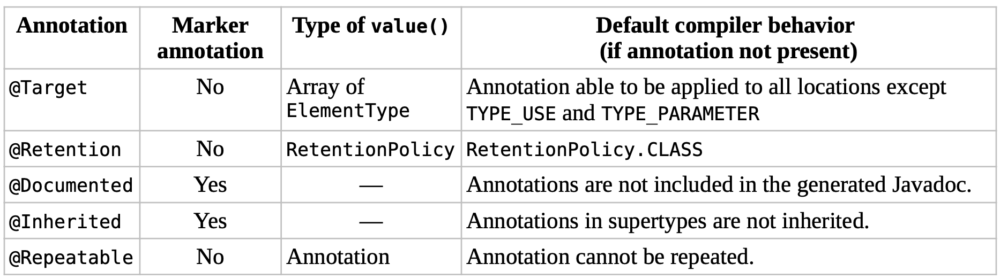 Annotation Marker annotation Type of value() Default compiler behavior (if annotation not present)
@Target No Array of ElementType Annotation able to be applied to all locations except TYPE_USE and TYPE_PARAMETER
@Retention No RetentionPolicy RetentionPolicy.CLASS
@Documented Yes — Annotations are not included in the generated Javadoc.
@Inherited Yes — Annotations in supertypes are not inherited.
@Repeatable No Annotation Annotation cannot be repeated.